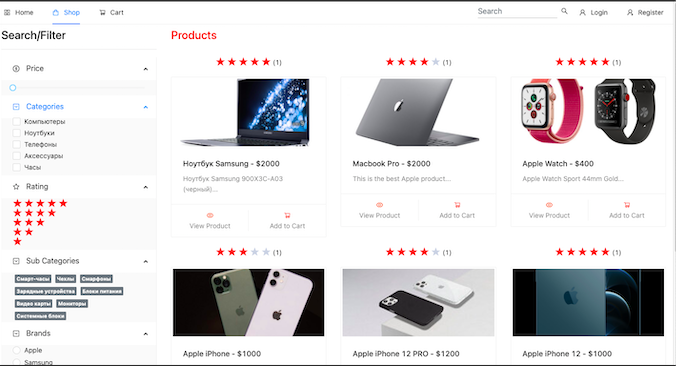 Home Shop Cart Search Login Register
Search/Filter
Price
Categories
Компьютеры
Ноутбуки
Телефоны
Аксессуары
Часы
Rating
Sub Categories
Смарт-часы Чехлы Смарфоны
Зарядные устройства Блоки питания
Видео карты Мониторы
Системные блоки
Brands
Apple
Samsung
Products
(1) (1) (1)
Ноутбук Samsung - $2000
Ноутбук Samsung 900X3C-A03
(черный)...
View Product Add to Cart
Macbook Pro - $2000
This is the best Apple product...
View Product Add to Cart
Apple Watch - $400
Apple Watch Sport 44mm Gold...
View Product Add to Cart
(1) (1) (1)
Apple iPhone - $1000
Apple iPhone 12 PRO - $1200
Apple iPhone 12 - $1000